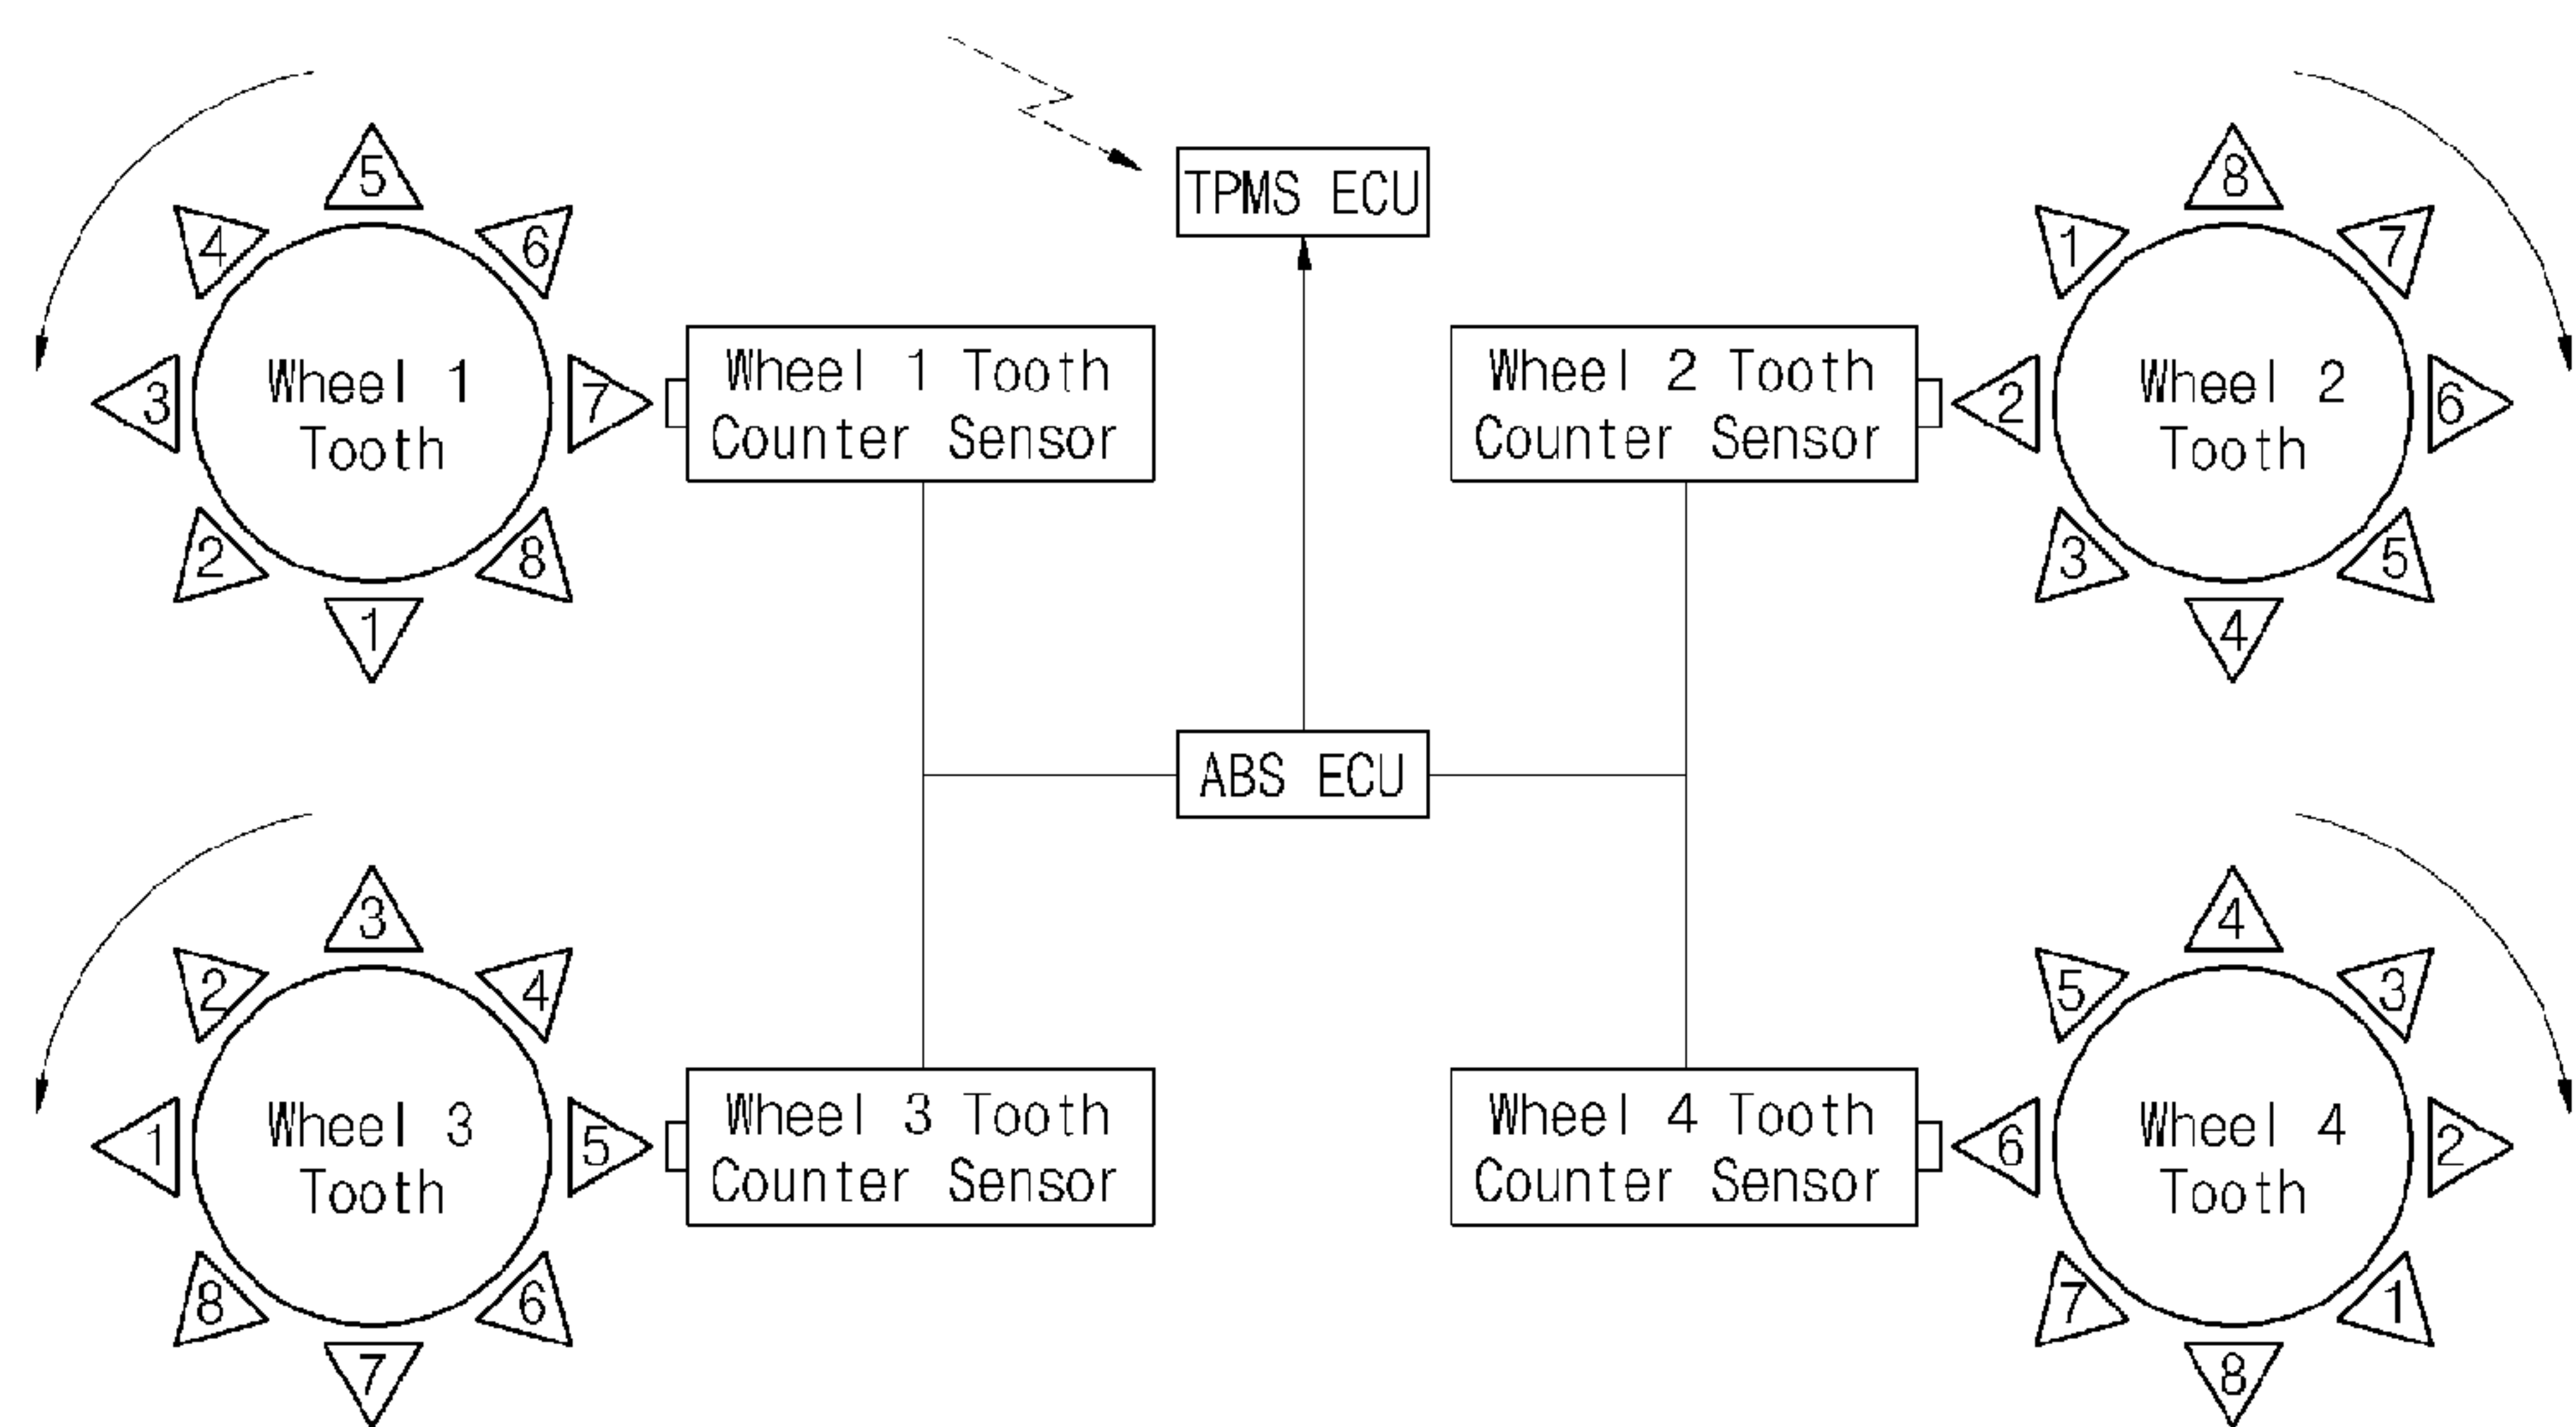 5
4
6
3
Wheel 1
Tooth
7
2
8
1
Wheel 1 Tooth
Counter Sensor
TPMS ECU
Wheel 2 Tooth
Counter Sensor
8
1
7
2
Wheel 2
Tooth
6
3
5
4
ABS ECU
3
2
4
1
Wheel 3
Tooth
5
8
6
7
Wheel 3 Tooth
Counter Sensor
Wheel 4 Tooth
Counter Sensor
4
5
3
6
Wheel 4
Tooth
2
7
1
8